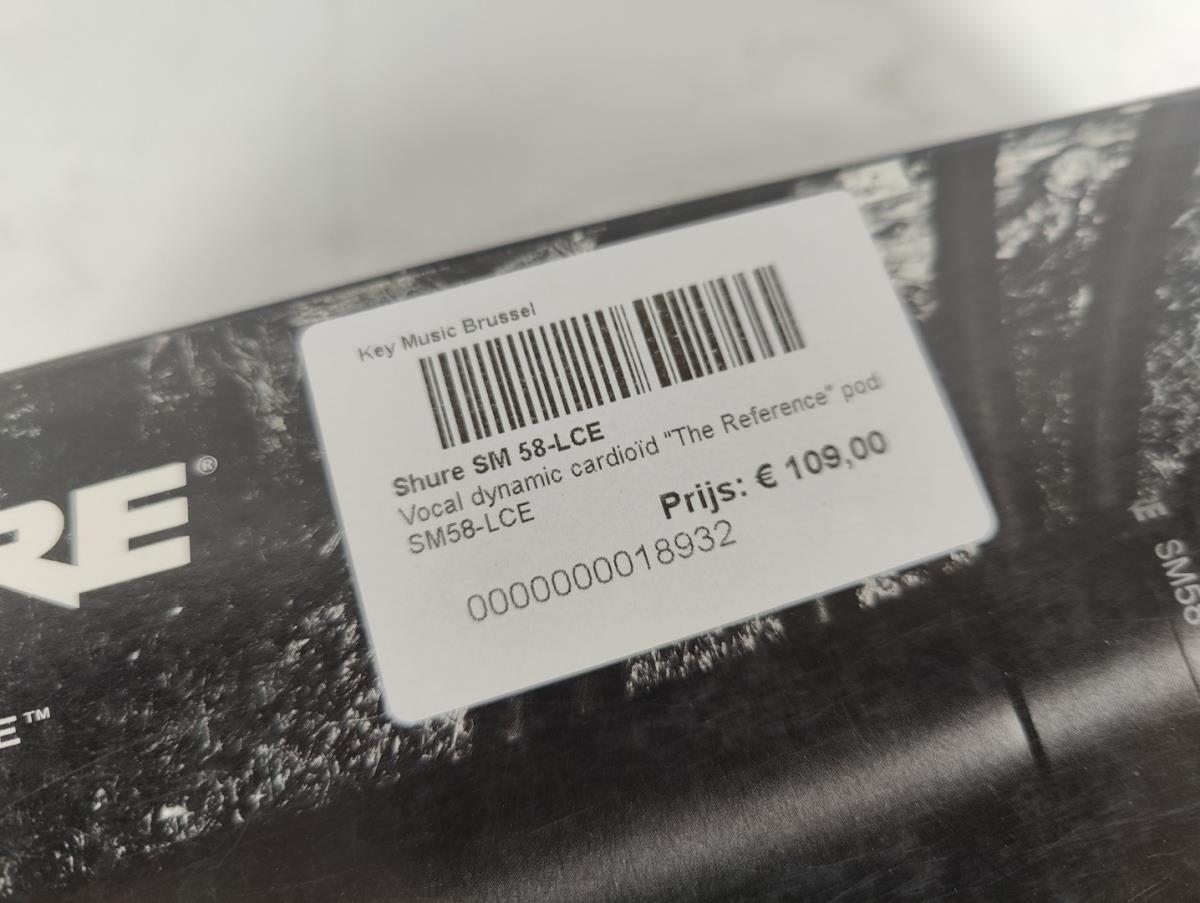 Key Music Brussel
Shure SM 58-LCE
Vocal dynamic cardioïd "The Reference" podi
SM58-LCE
Prijs: € 109,00
0000000018932
RE®
E™
E SM58